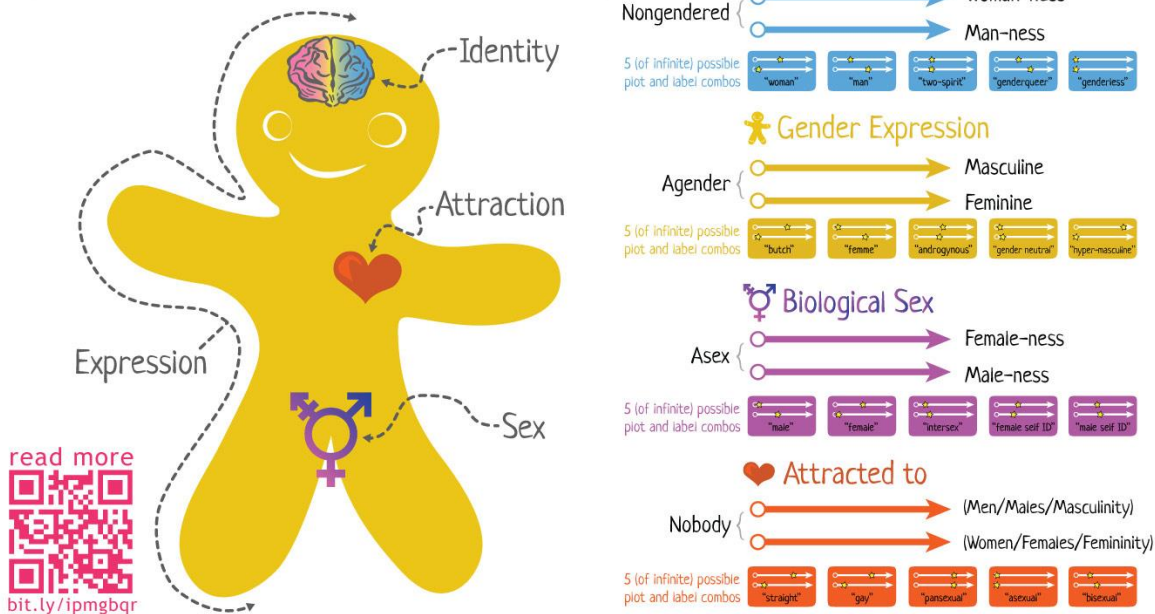 Identity
Attraction
Expression
Sex
read more
bit.ly/ipmgbqr
Nongendered
Woman-ness
Man-ness
5 (of infinite) possible
plot and label combos
"woman"
"man"
"two-spirit"
"genderqueer"
"genderless"
Gender Expression
Agender
Masculine
Feminine
5 (of infinite) possible
plot and label combos
"butch"
"femme"
"androgynous"
"gender neutral"
"hyper-masculine"
Biological Sex
Asex
Female-ness
Male-ness
5 (of infinite) possible
plot and label combos
"male"
"female"
"intersex"
"female self ID"
"male self ID"
Attracted to
Nobody
(Men/Males/Masculinity)
(Women/Females/Femininity)
5 (of infinite) possible
plot and label combos
"straight"
"gay"
"pansexual"
"asexual"
"bisexual"